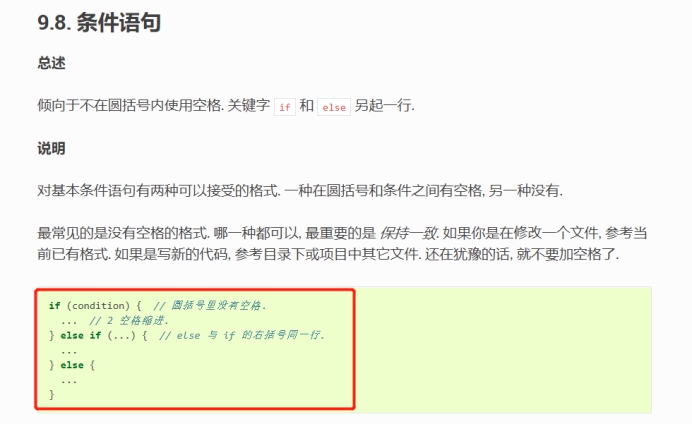 9.8. 条件语句
总述
倾向于不在圆括号内使用空格. 关键字 if 和 else 另起一行.
说明
对基本条件语句有两种可以接受的格式. 一种在圆括号和条件之间有空格, 另一种没有.
最常见的是没有空格的格式. 哪一种都可以, 最重要的是 保持一致. 如果你是在修改一个文件, 参考当
前已有格式. 如果是写新的代码, 参考目录下或项目中其它文件. 还在犹豫的话, 就不要加空格了.
if (condition) {  // 圆括号里没有空格.
  ...  // 2 空格缩进.
} else if (...) {  // else 与 if 的右括号同一行.
  ...
} else {
  ...
}